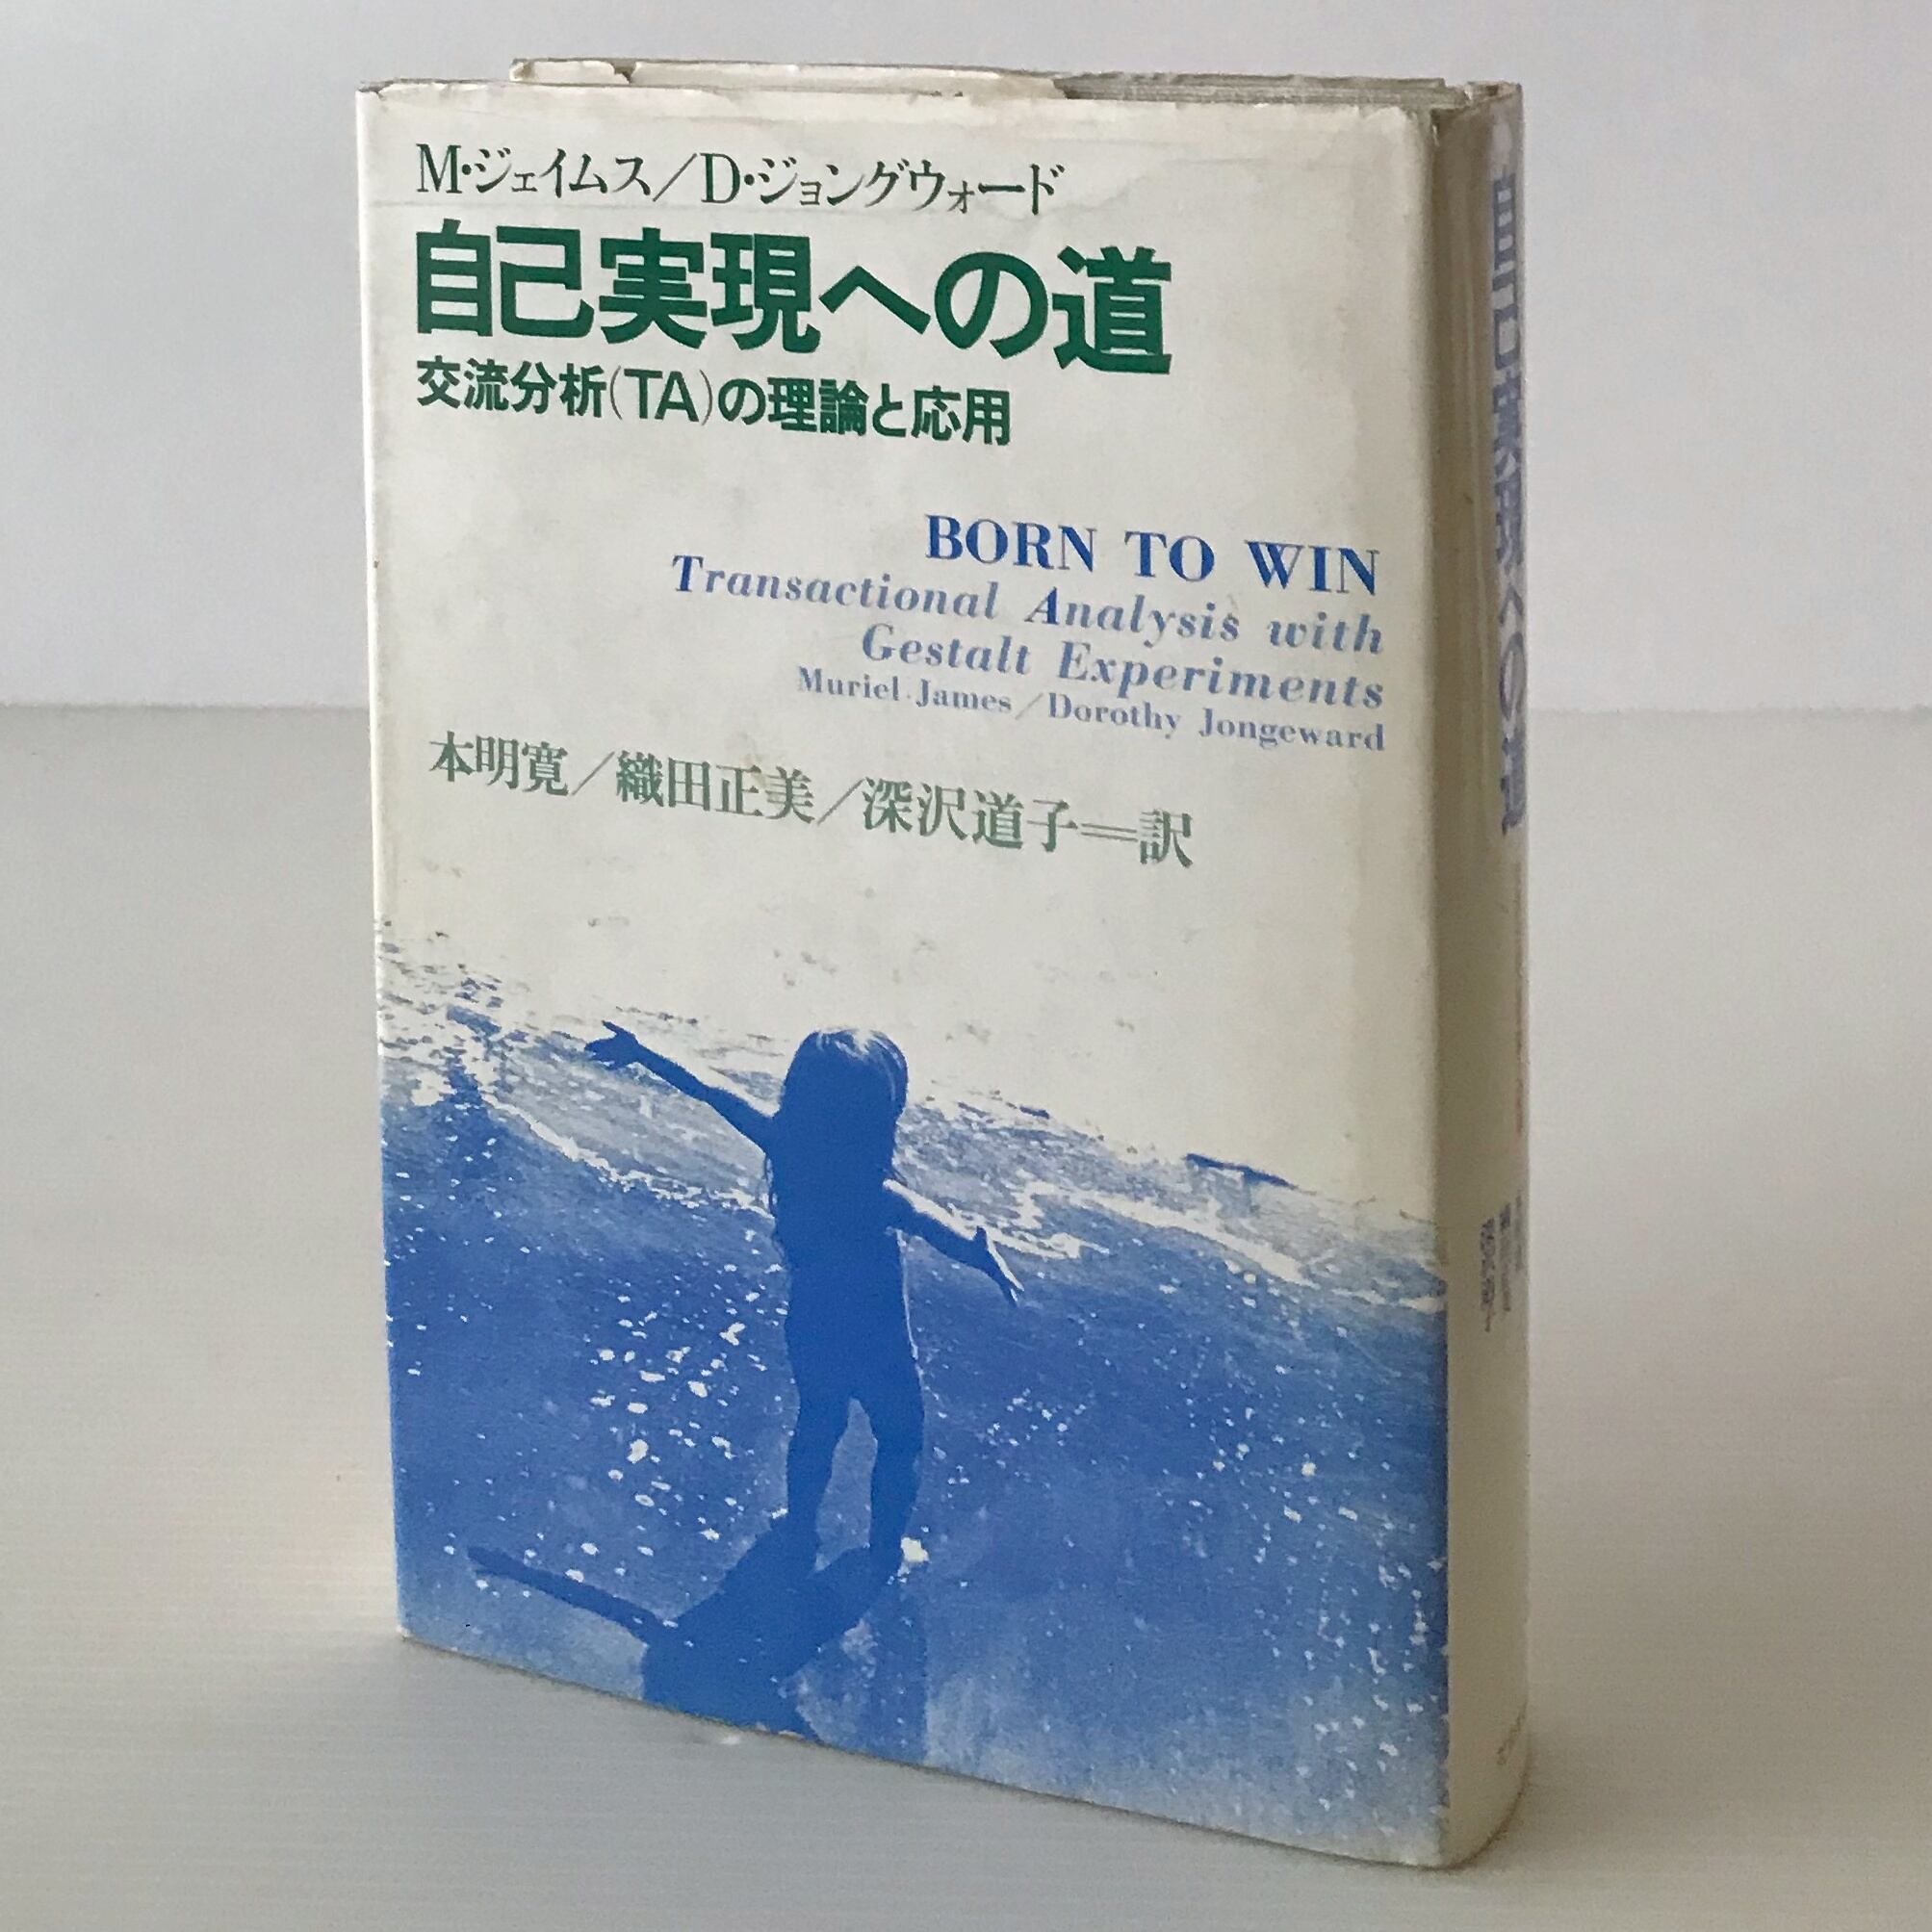 M・ジェイムス／D・ジョングウォード
自己実現への道
交流分析(TA)の理論と応用
BORN TO WIN
Transactional Analysis with
Gestalt Experiments
Muriel James／Dorothy Jongeward
本明寛／織田正美／深沢道子＝訳
自己実現への道